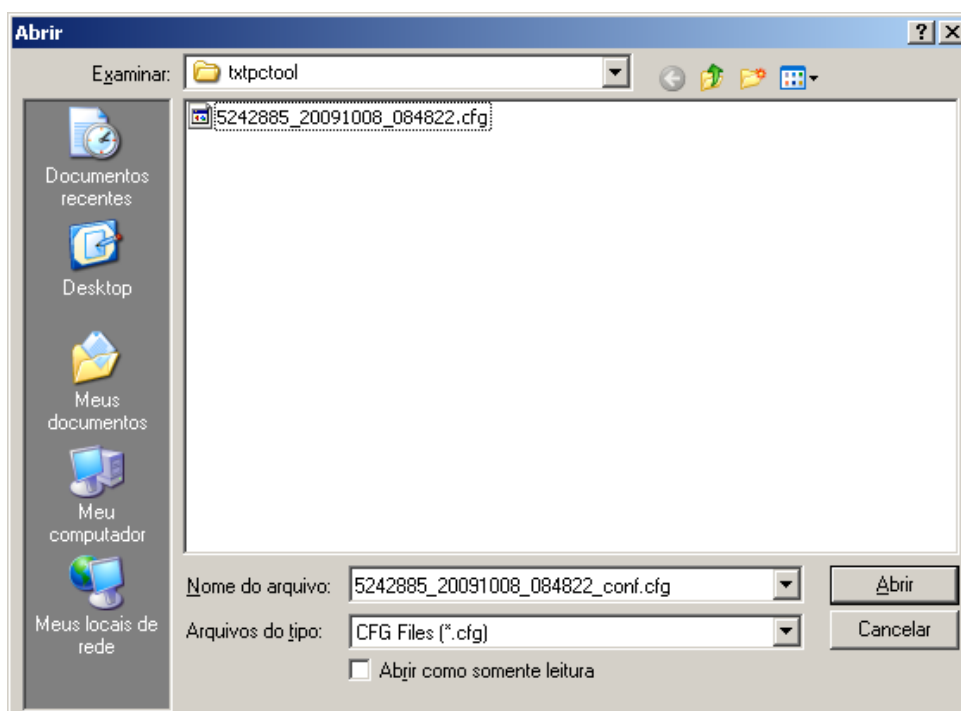 Abrir
Examinar:
txtpctool
5242885_20091008_084822.cfg
Documentos
recentes
Desktop
Meus
documentos
Meu
computador
Meus locais de
rede
Nome do arquivo:
5242885_20091008_084822_conf.cfg
Abrir
Arquivos do tipo:
CFG Files (*.cfg)
Cancelar
Abrir como somente leitura